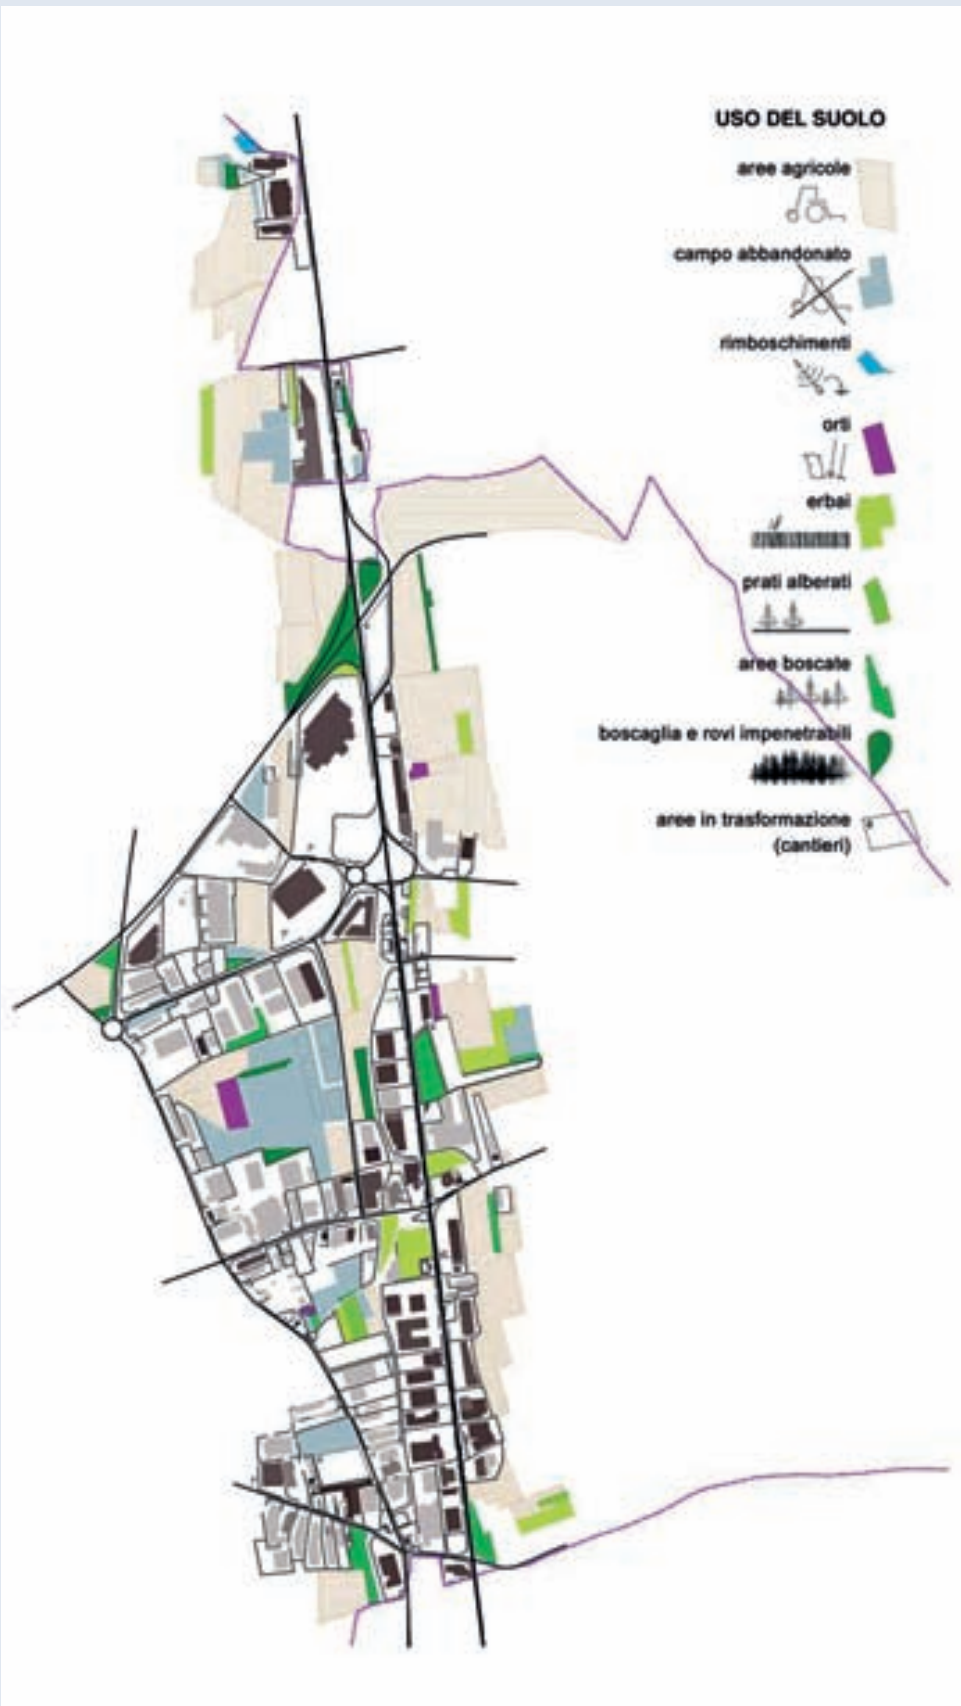 USO DEL SUOLO
aree agricole
campo abbandonato
rimboschimenti
orti
erbai
prati alberati
aree boscate
boscaglia e rovi impenetrabili
aree in trasformazione
(cantieri)